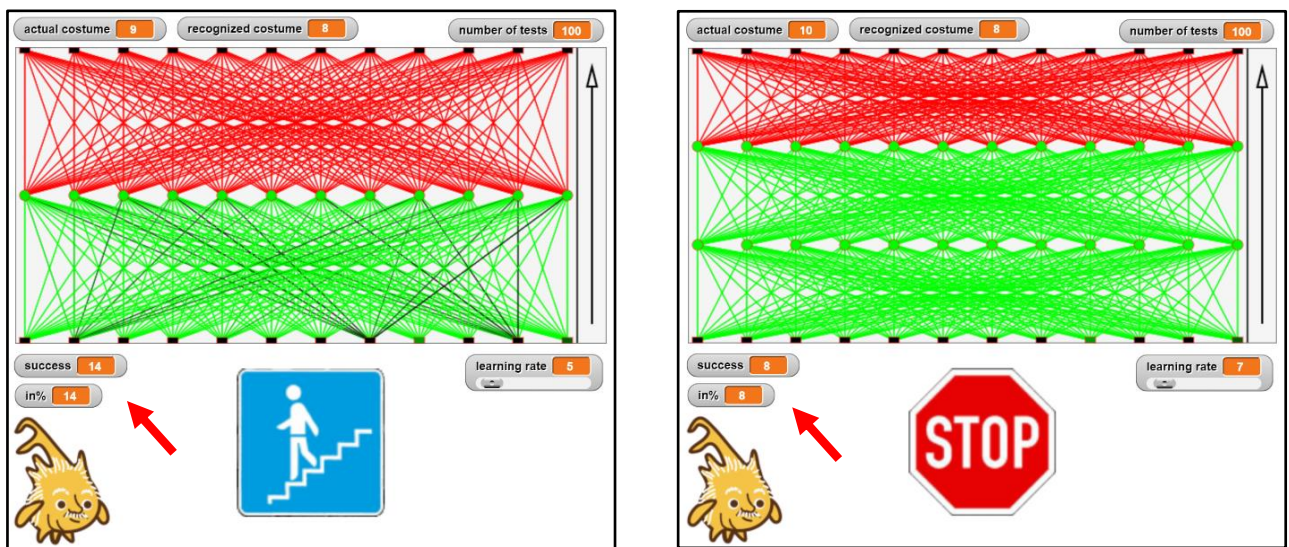 actual costume 9 recognized costume 8 number of tests 100
success 14
learning rate 5
in% 14
actual costume 10 recognized costume 8 number of tests 100
success 8
learning rate 7
in% 8
STOP